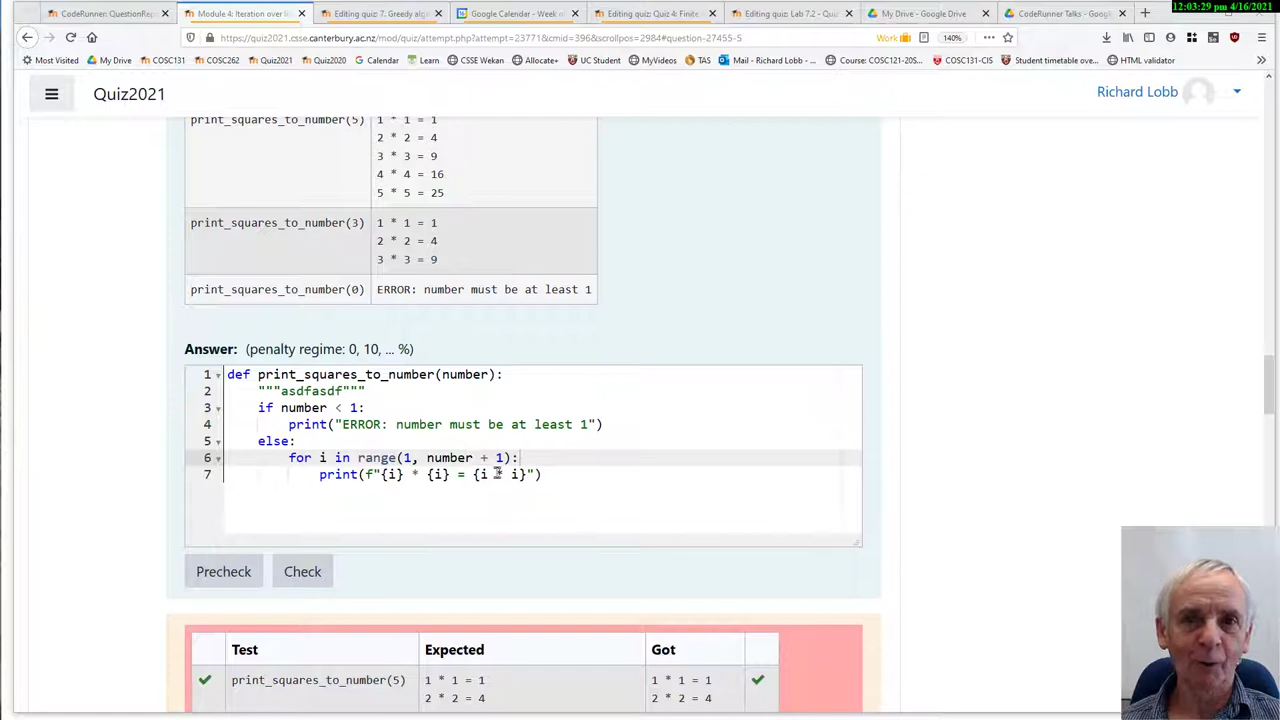 12:03:29 pm 4/16/2021
CodeRunner: QuestionRep
Module 4: Iteration over li
Editing quiz: 7. Greedy alg
Google Calendar - Week o
Editing quiz: Quiz 4: Finite
Editing quiz: Lab 7.2 -
My Drive - Google Drive
CodeRunner Talks - Google
https://quiz2021.csse.canterbury.ac.nz/mod/quiz/attempt.php?attempt=23771&cmid=396&scrollpos=2984#question-27455-5
Work
140%
Most Visited
My Drive
COSC131
COSC262
Quiz2021
Quiz2020
Calendar
Learn
CSSE Wekan
Allocate+
UC Student
MyVideos
TAS
Mail - Richard Lobb - ...
Course: COSC121-20S...
COSC131-CIS
Student timetable ove...
HTML validator
Quiz2021
Richard Lobb
print_squares_to_number(5)
1 * 1 = 1
2 * 2 = 4
3 * 3 = 9
4 * 4 = 16
5 * 5 = 25
print_squares_to_number(3)
1 * 1 = 1
2 * 2 = 4
3 * 3 = 9
print_squares_to_number(0)
ERROR: number must be at least 1
Answer: (penalty regime: 0, 10, ... %)
1 def print_squares_to_number(number):
2 """asdfasdf"""
3 if number < 1:
4 print("ERROR: number must be at least 1")
5 else:
6 for i in range(1, number + 1):
7 print(f"{i} * {i} = {i * i}")
Precheck
Check
Test
Expected
Got
print_squares_to_number(5)
1 * 1 = 1
2 * 2 = 4
1 * 1 = 1
2 * 2 = 4